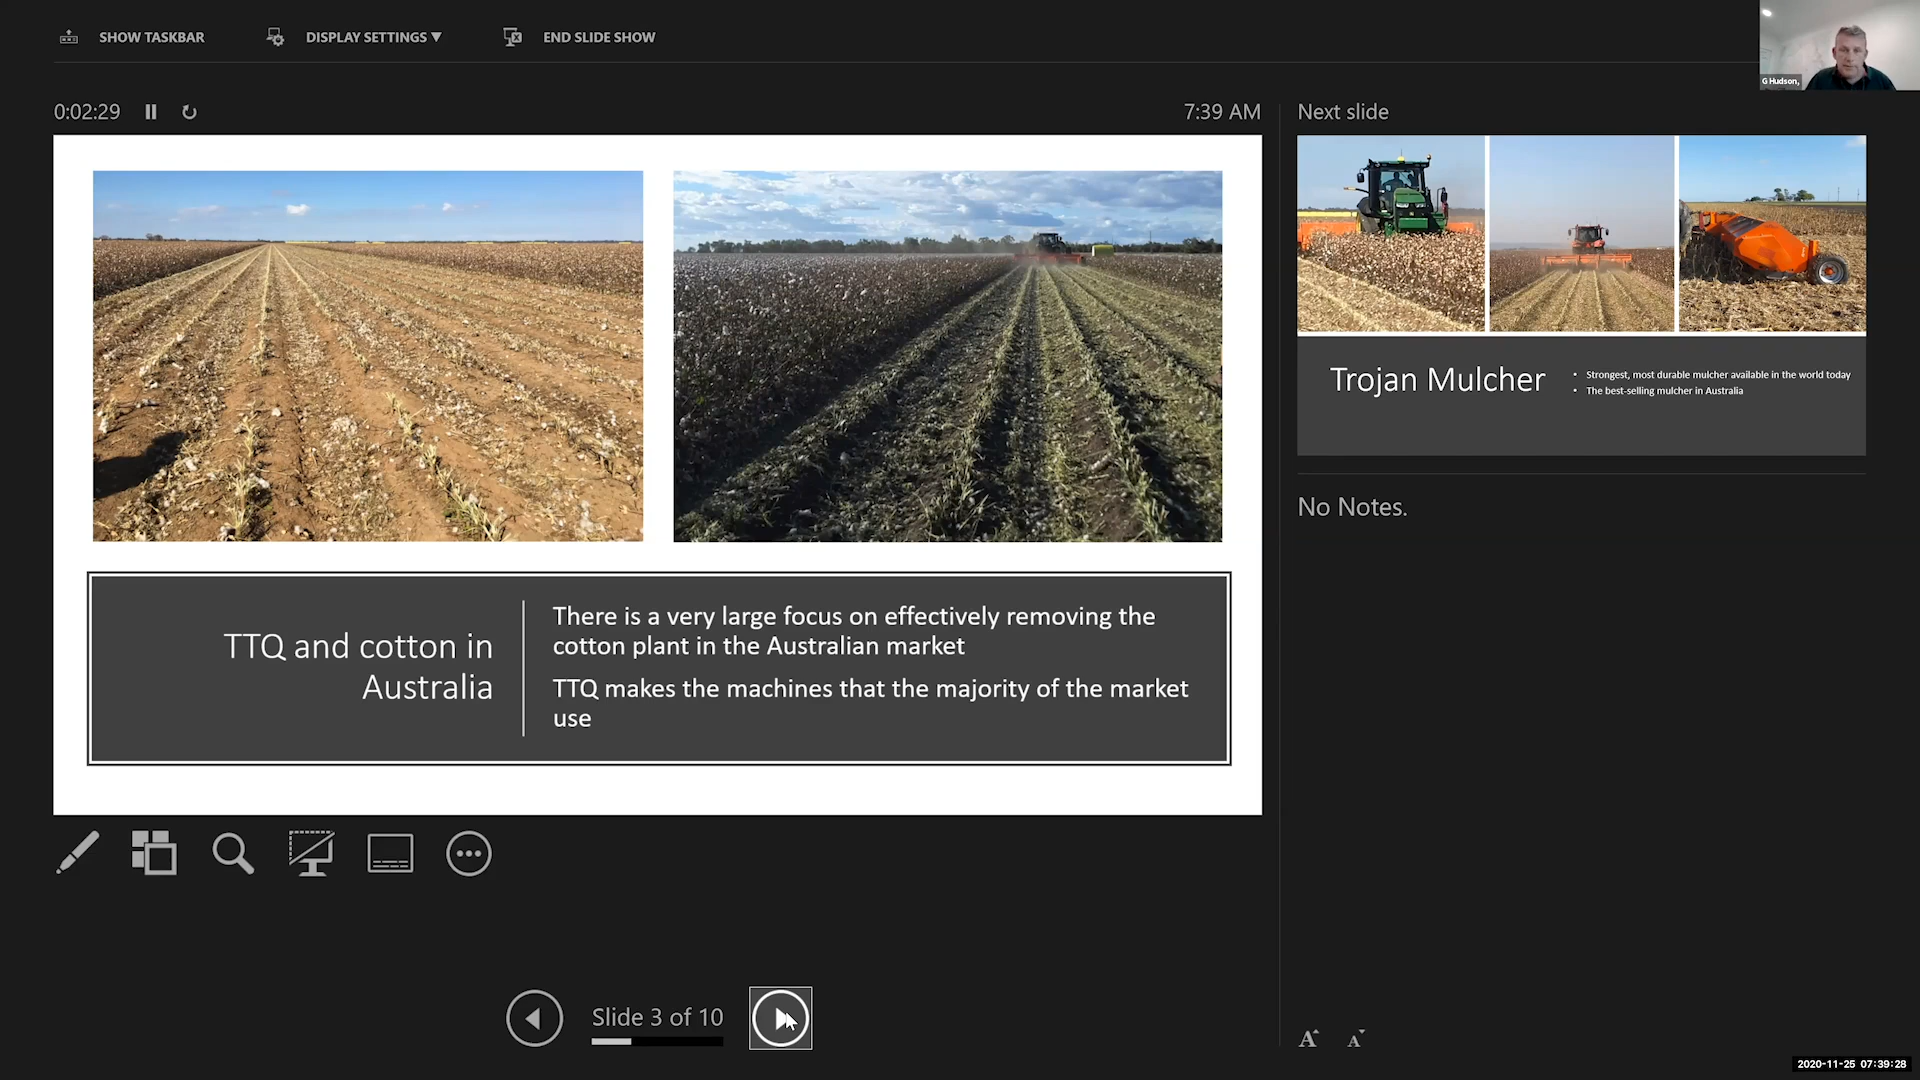 SHOW TASKBAR
DISPLAY SETTINGS ▼
END SLIDE SHOW
G Hudson,
0:02:29
7:39 AM
Next slide
TTQ and cotton in
Australia
There is a very large focus on effectively removing the
cotton plant in the Australian market
TTQ makes the machines that the majority of the market
use
Trojan Mulcher
• Strongest, most durable mulcher available in the world today
• The best-selling mulcher in Australia
No Notes.
Slide 3 of 10
A A
2020-11-25 07:39:28